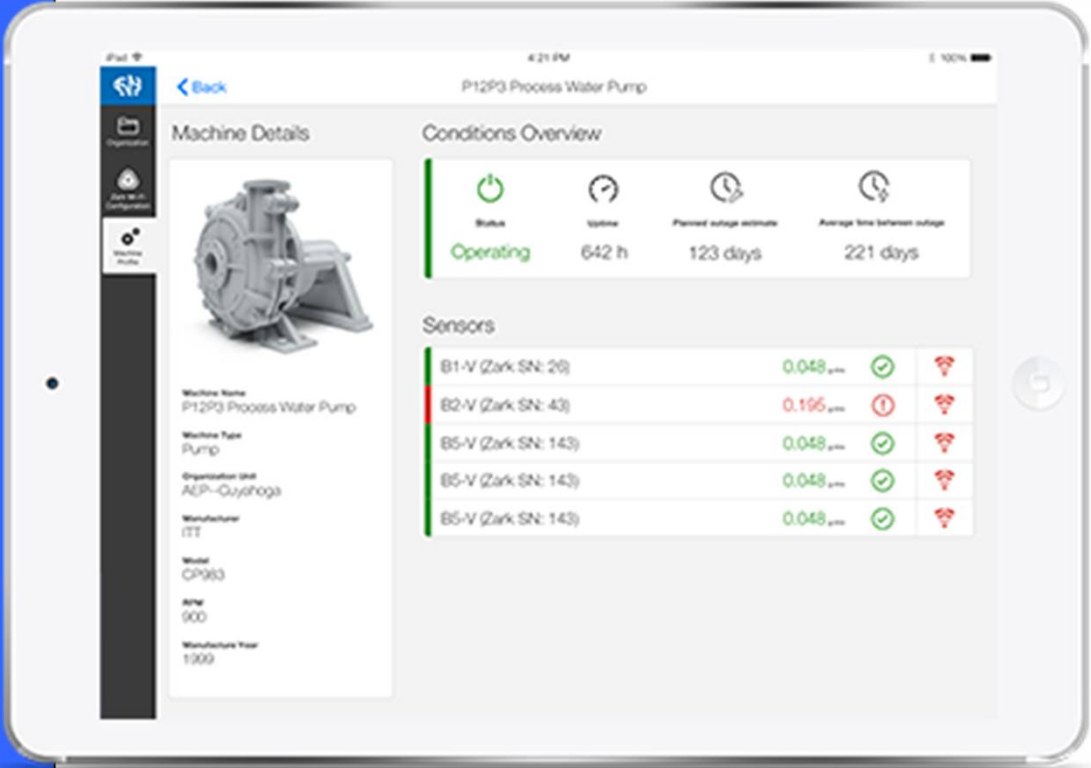 iPad
4:21 PM
100%
Back
P12P3 Process Water Pump
Organization
Zark Wi-Fi
Configuration
Machine
Profile
Machine Details
Machine Name
P12P3 Process Water Pump
Machine Type
Pump
Organization Unit
AEP--Cuyahoga
Manufacturer
ITT
Model
CP983
RPM
900
Manufacture Year
1999
Conditions Overview
Status
Operating
Uptime
642 h
Planned outage estimate
123 days
Average time between outage
221 days
Sensors
B1-V (Zark SN: 26) 0.048
B2-V (Zark SN: 43) 0.195
B5-V (Zark SN: 143) 0.048
B5-V (Zark SN: 143) 0.048
B5-V (Zark SN: 143) 0.048